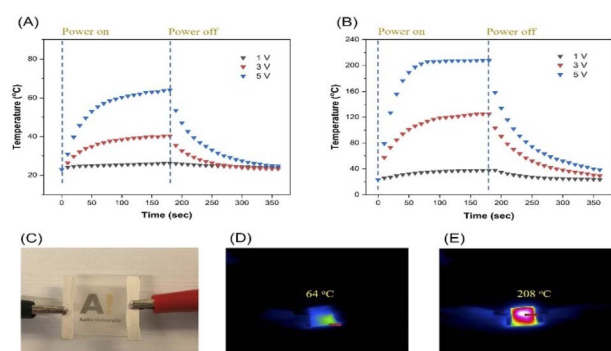 (A)
Power on
Power off
1 V
3 V
5 V
Temperature (°C)
80
60
40
20
0 50 100 150 200 250 300 350
Time (sec)
(B)
Power on
Power off
1 V
3 V
5 V
Temperature (°C)
240
200
160
120
80
40
0
0 50 100 150 200 250 300 350
Time (sec)
(C)
(D)
(E)
64 °C
208 °C